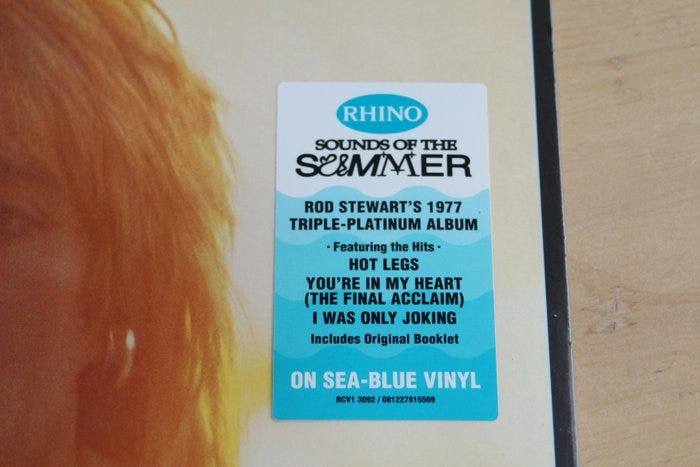 RHINO
SOUNDS OF THE
SUMMER
ROD STEWART'S 1977
TRIPLE-PLATINUM ALBUM
· Featuring the Hits ·
HOT LEGS
YOU'RE IN MY HEART
(THE FINAL ACCLAIM)
I WAS ONLY JOKING
Includes Original Booklet
ON SEA-BLUE VINYL
RCV1 3092 / 081227815509